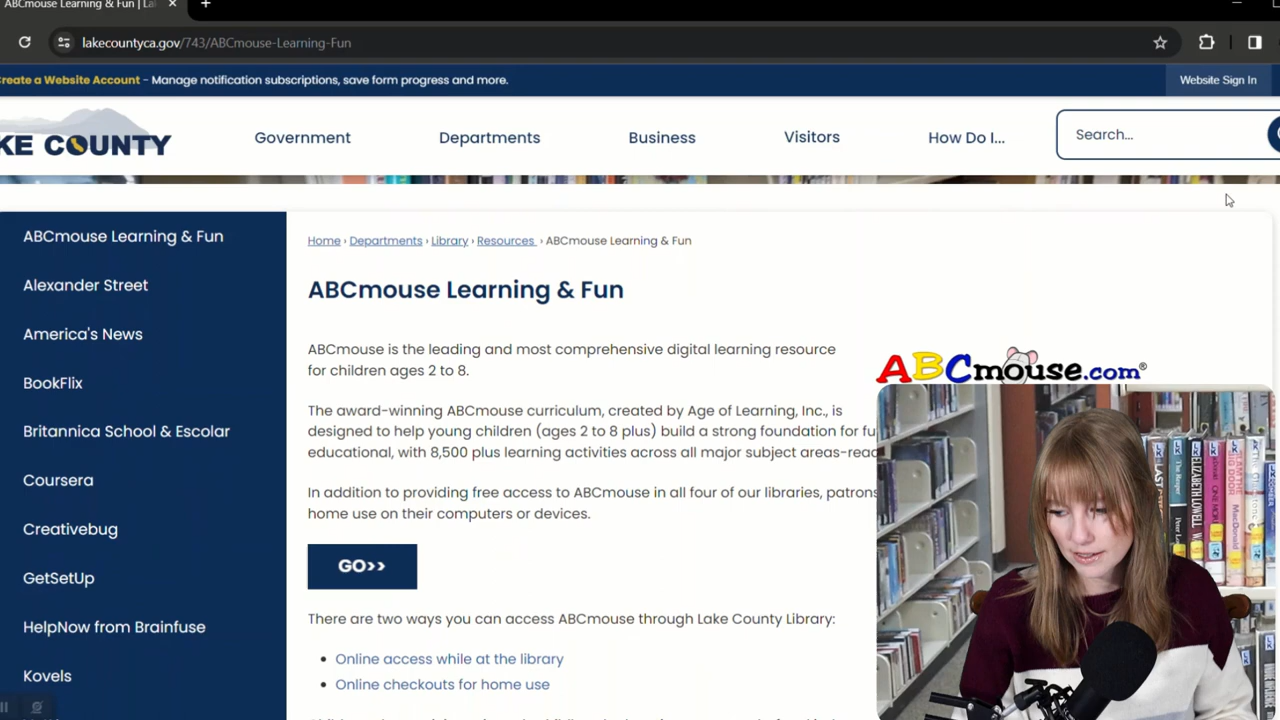 ABCmouse Learning & Fun | La
lakecountyca.gov/743/ABCmouse-Learning-Fun
reate a Website Account - Manage notification subscriptions, save form progress and more.
Website Sign In
KE COUNTY
Government
Departments
Business
Visitors
How Do I...
Search...
ABCmouse Learning & Fun
Alexander Street
America's News
BookFlix
Britannica School & Escolar
Coursera
Creativebug
GetSetUp
HelpNow from Brainfuse
Kovels
Home › Departments › Library › Resources › ABCmouse Learning & Fun
ABCmouse Learning & Fun
ABCmouse is the leading and most comprehensive digital learning resource
for children ages 2 to 8.
The award-winning ABCmouse curriculum, created by Age of Learning, Inc., is
designed to help young children (ages 2 to 8 plus) build a strong foundation for fu
educational, with 8,500 plus learning activities across all major subject areas-read
In addition to providing free access to ABCmouse in all four of our libraries, patrons
home use on their computers or devices.
GO>>
There are two ways you can access ABCmouse through Lake County Library:
Online access while at the library
Online checkouts for home use
ABCmouse.com®
ELIZABETH LOWELL
MacDonald